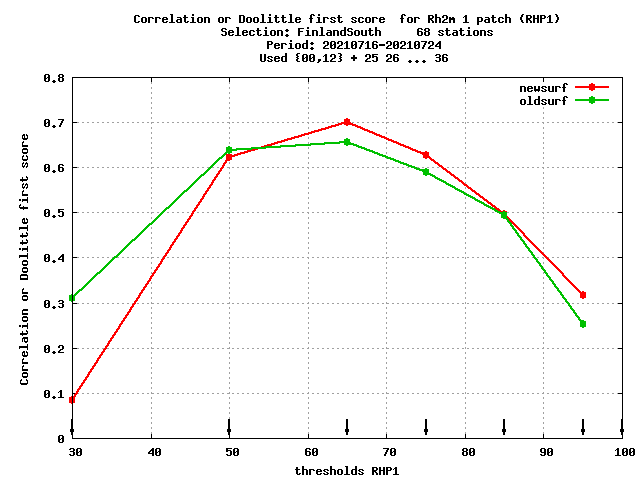 Correlation or Doolittle first score  for Rh2m 1 patch (RHP1)
Selection: FinlandSouth     68 stations
Period: 20210716-20210724
Used {00,12} + 25 26 ... 36
newsurf
oldsurf
Correlation or Doolittle first score
0.8
0.7
0.6
0.5
0.4
0.3
0.2
0.1
0
30 40 50 60 70 80 90 100
thresholds RHP1